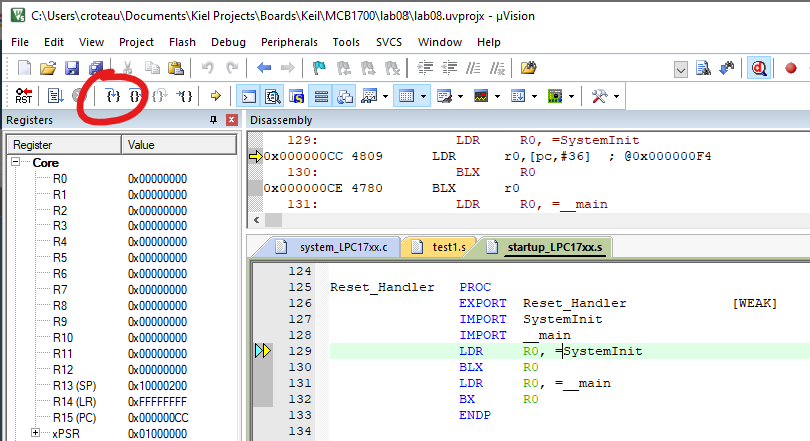 C:\Users\croteau\Documents\Kiel Projects\Boards\Keil\MCB1700\lab08\lab08.uvprojx - µVision
File Edit View Project Flash Debug Peripherals Tools SVCS Window Help
RST
Registers
Register Value
Core
R0 0x00000000
R1 0x00000000
R2 0x00000000
R3 0x00000000
R4 0x00000000
R5 0x00000000
R6 0x00000000
R7 0x00000000
R8 0x00000000
R9 0x00000000
R10 0x00000000
R11 0x00000000
R12 0x00000000
R13 (SP) 0x10000200
R14 (LR) 0xFFFFFFFF
R15 (PC) 0x000000CC
xPSR 0x01000000
Disassembly
129: LDR R0, =SystemInit
0x000000CC 4809 LDR r0,[pc,#36] ; @0x000000F4
130: BLX R0
0x000000CE 4780 BLX r0
131: LDR R0, =__main
system_LPC17xx.c test1.s startup_LPC17xx.s
124
125 Reset_Handler PROC
126 EXPORT Reset_Handler [WEAK]
127 IMPORT SystemInit
128 IMPORT __main
129 LDR R0, =SystemInit
130 BLX R0
131 LDR R0, =__main
132 BX R0
133 ENDP
134